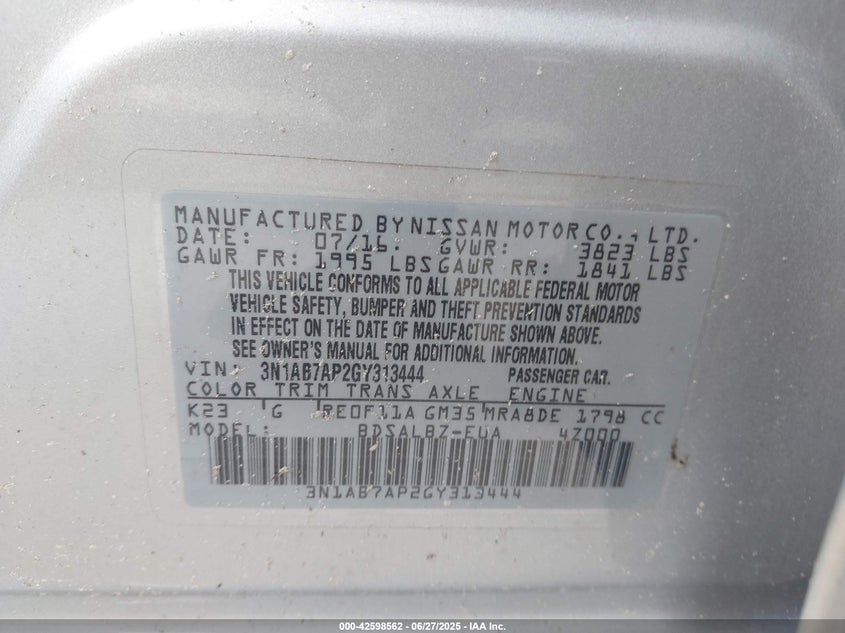 MANUFACTURED BY NISSAN MOTOR CO., LTD.
DATE: 07/16. GVWR: 3823 LBS
GAWR FR: 1995 LBS GAWR RR: 1841 LBS
THIS VEHICLE CONFORMS TO ALL APPLICABLE FEDERAL MOTOR
VEHICLE SAFETY, BUMPER AND THEFT PREVENTION STANDARDS
IN EFFECT ON THE DATE OF MANUFACTURE SHOWN ABOVE.
SEE OWNER'S MANUAL FOR ADDITIONAL INFORMATION.
VIN: 3N1AB7AP2GY313444 PASSENGER CAR.
COLOR TRIM TRANS AXLE ENGINE
K23 G RE0F11A GM35 MRA8DE 1798 CC
MODEL: BDSALBZ-EUA 4Z000
3N1AB7AP2GY313444
000-42598562 | 06/27/2025 - IAA Inc.